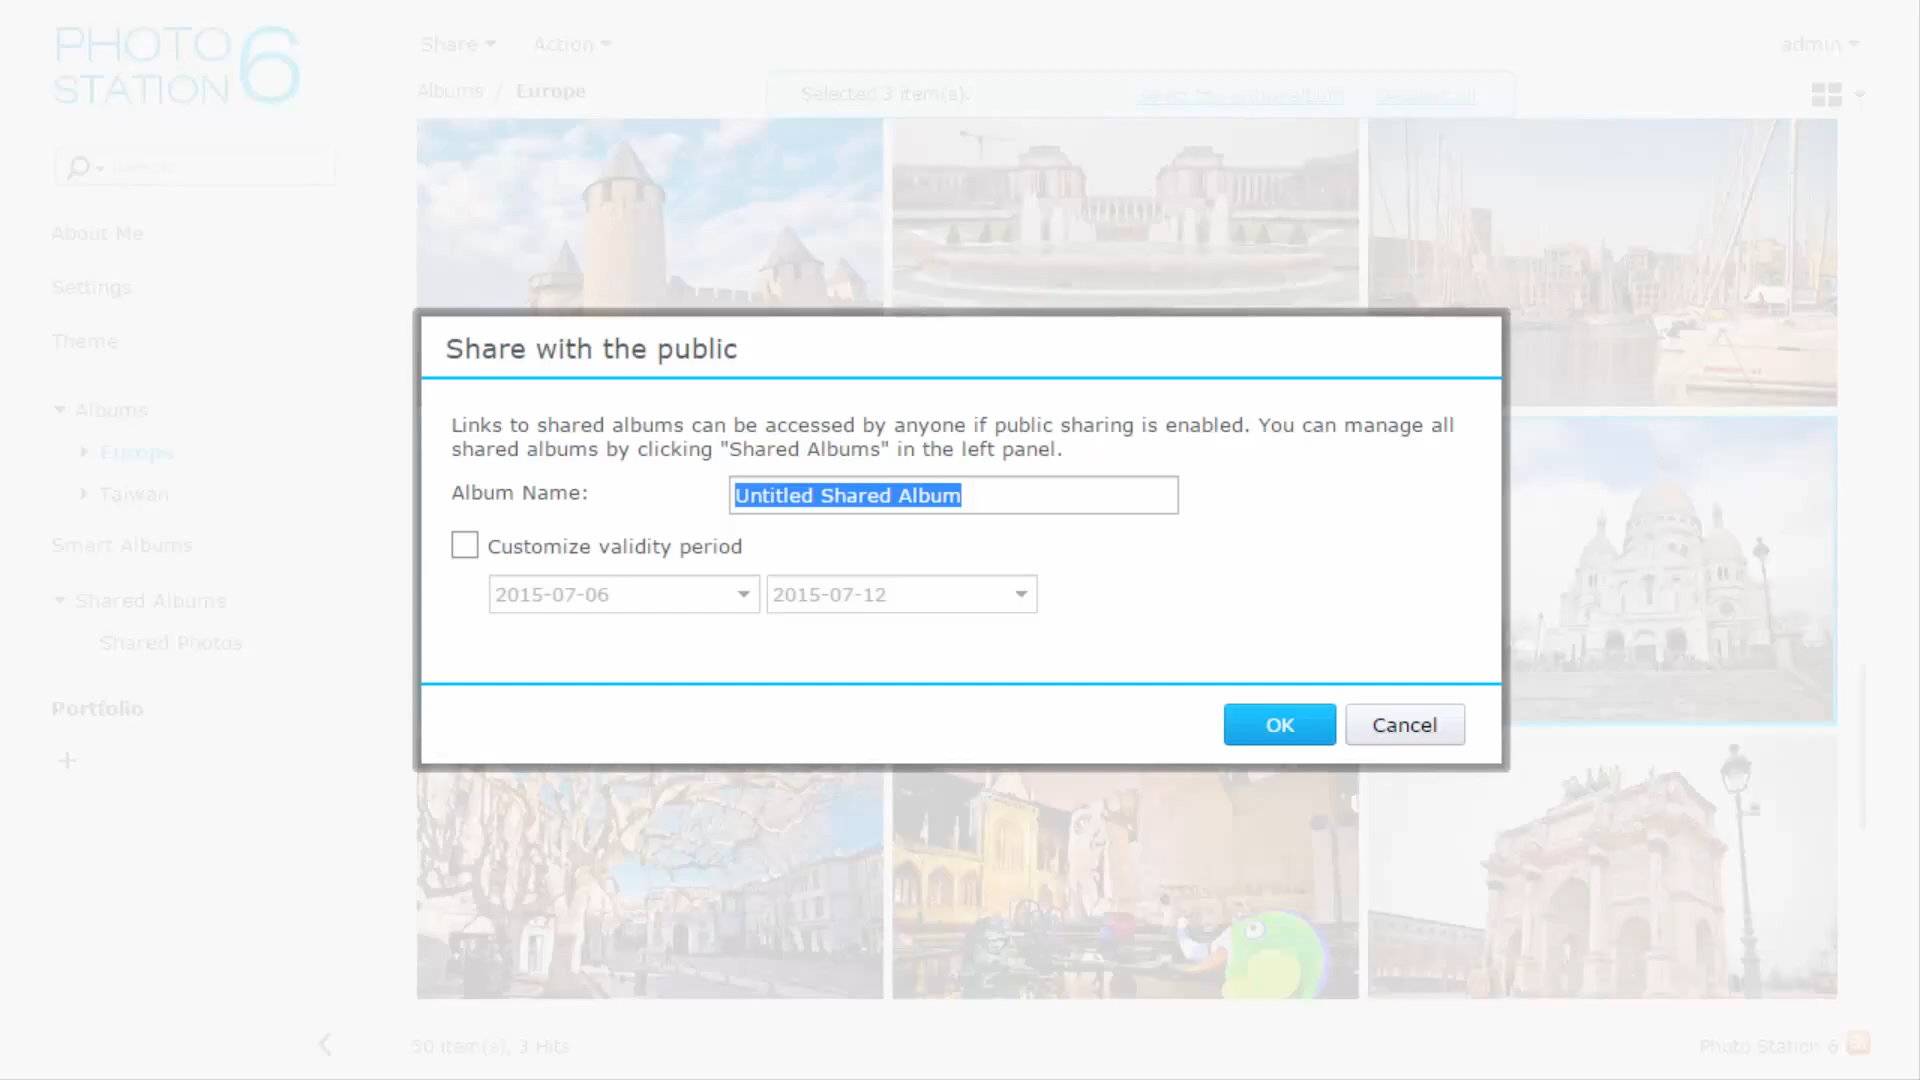 PHOTO
STATION 6
Share
Action
admin
Albums / Europe
Selected 3 item(s).
About Me
Settings
Theme
Albums
Europe
Taiwan
Smart Albums
Shared Albums
Shared Photos
Portfolio
+
Share with the public
Links to shared albums can be accessed by anyone if public sharing is enabled. You can manage all
shared albums by clicking "Shared Albums" in the left panel.
Album Name:
Untitled Shared Album
Customize validity period
2015-07-06
2015-07-12
OK
Cancel
50 item(s), 3 Hits
Photo Station 6